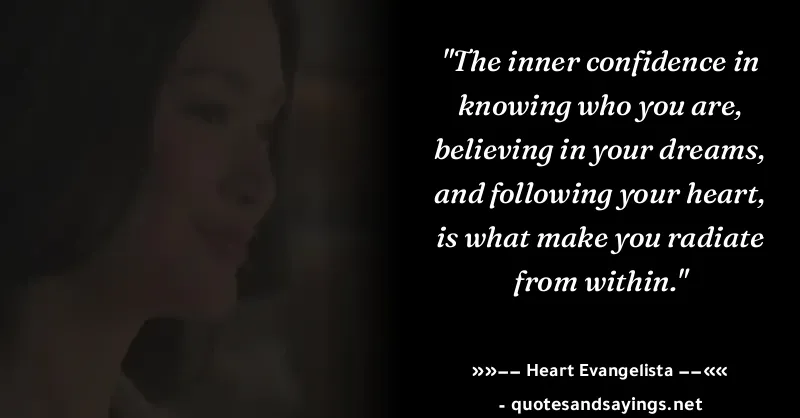 "The inner confidence in
knowing who you are,
believing in your dreams,
and following your heart,
is what make you radiate
from within."
»»−− Heart Evangelista −−««
- quotesandsayings.net